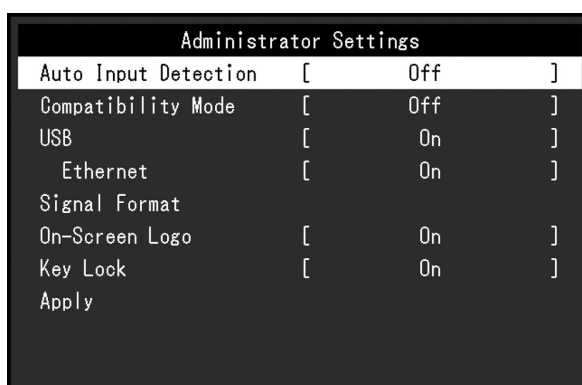 Administrator Settings
Auto Input Detection [ Off ]
Compatibility Mode [ Off ]
USB [ On ]
Ethernet [ On ]
Signal Format
On-Screen Logo [ On ]
Key Lock [ On ]
Apply